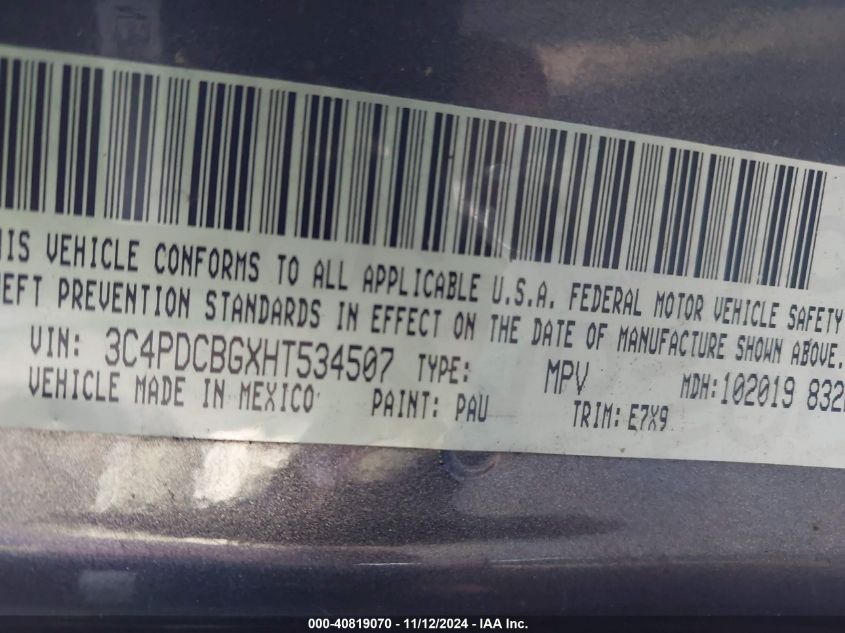 VEHICLE CONFORMS TO ALL APPLICABLE U.S.A. FEDERAL MOTOR VEHICLE SAFETY
PREVENTION STANDARDS IN EFFECT ON THE DATE OF MANUFACTURE SHOWN ABOVE.
VIN: 3C4PDCBGXHT534507 TYPE: MPV MDH:102019 832
VEHICLE MADE IN MEXICO PAINT: PAU TRIM: E7X9
000-40819070 - 11/12/2024 - IAA Inc.